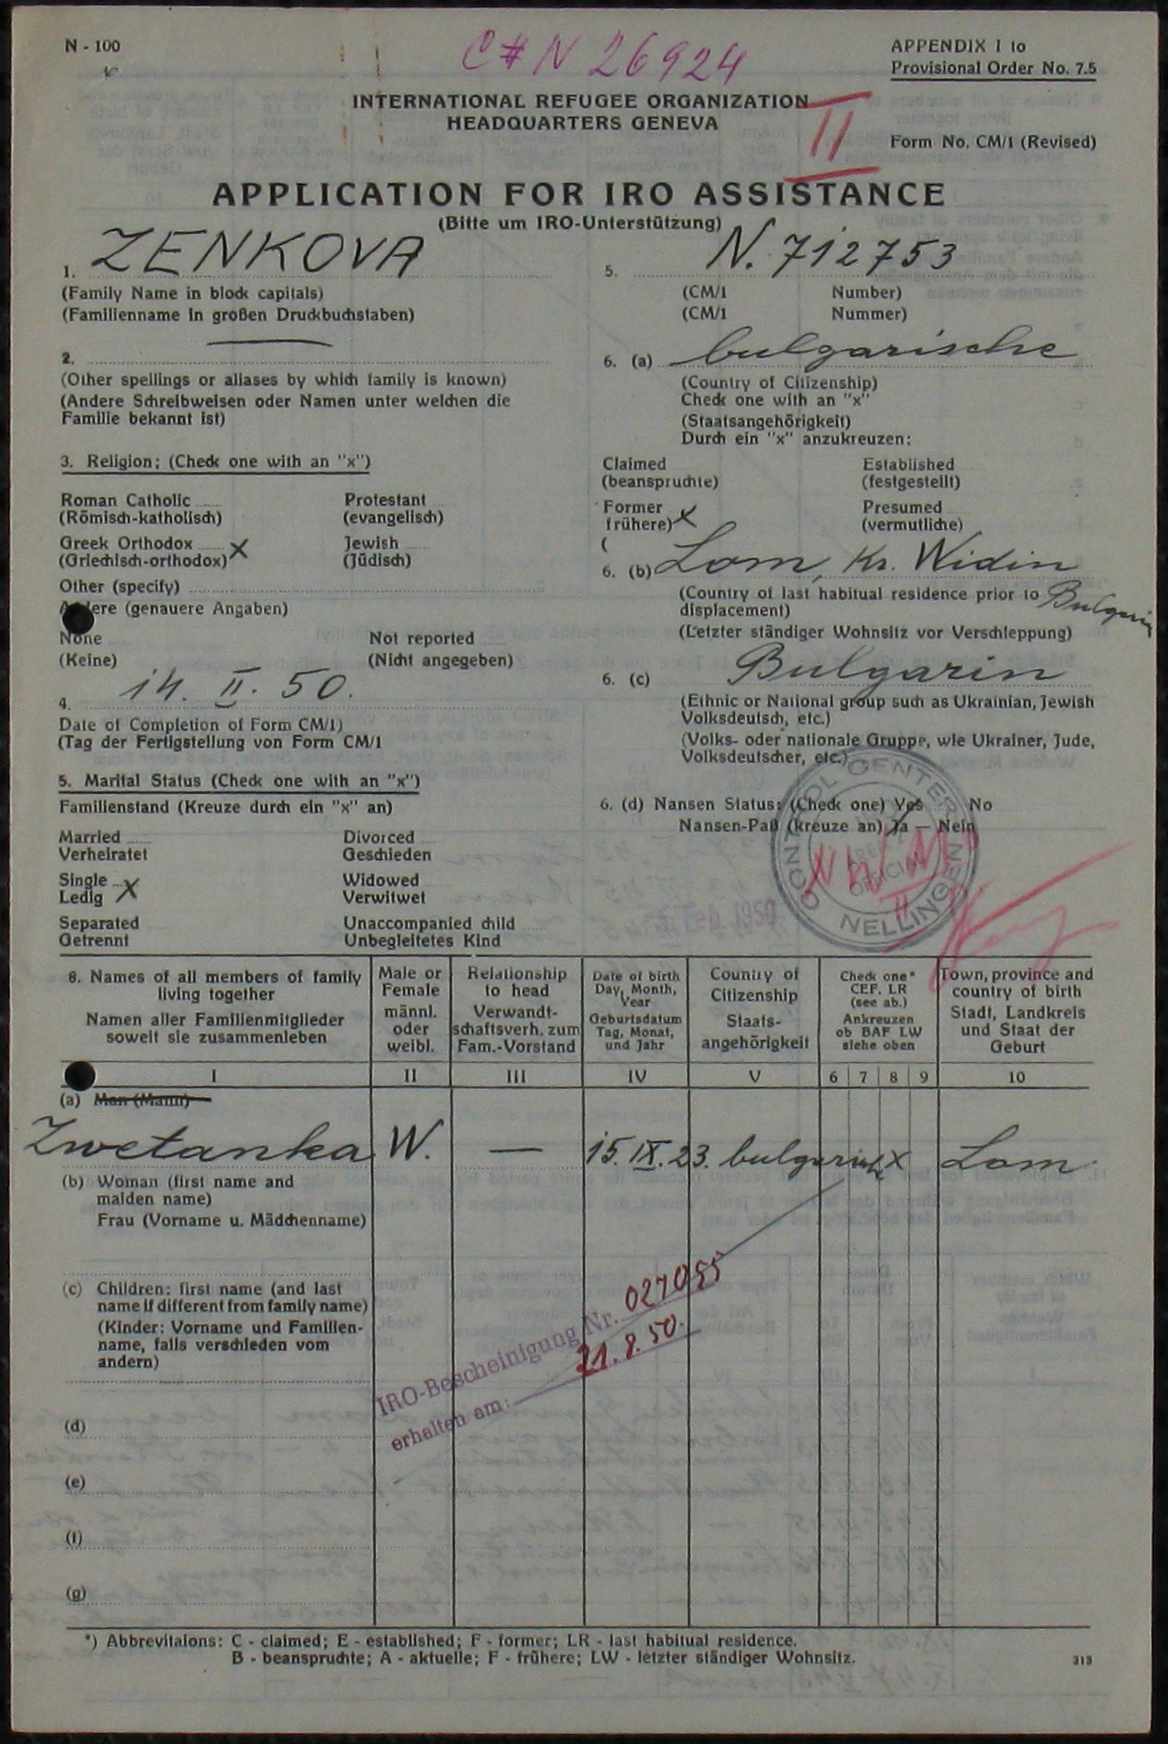 N - 100
C # N 26924
APPENDIX I to
Provisional Order No. 7.5
INTERNATIONAL REFUGEE ORGANIZATION
HEADQUARTERS GENEVA
II
Form No. CM/1 (Revised)
APPLICATION FOR IRO ASSISTANCE
(Bitte um IRO-Unterstützung)
1. ZENKOVA
(Family Name in block capitals)
(Familienname in großen Druckbuchstaben)
5. N. 712753
(CM/1 Number)
(CM/1 Nummer)
2. —
(Other spellings or aliases by which family is known)
(Andere Schreibweisen oder Namen unter welchen die
Familie bekannt ist)
6. (a) bulgarische
(Country of Citizenship)
Check one with an "x"
(Staatsangehörigkeit)
Durch ein "x" anzukreuzen:
3. Religion; (Check one with an "x")
Claimed Established
(beanspruchte) (festgestellt)
Roman Catholic Protestant
(Römisch-katholisch) (evangelisch)
Former Presumed
frühere) x (vermutliche)
(
Greek Orthodox x Jewish
(Griechisch-orthodox) (Jüdisch)
6. (b) Lom, Kr. Widin
Bulgarin
(Country of last habitual residence prior to
displacement)
(Letzter ständiger Wohnsitz vor Verschleppung)
Other (specify)
(genauere Angaben)
None Not reported
(Keine) (Nicht angegeben)
6. (c) Bulgarin
(Ethnic or National group such as Ukrainian, Jewish
Volksdeutsch, etc.)
(Volks- oder nationale Gruppe, wie Ukrainer, Jude,
Volksdeutscher, etc.)
4. 14. II. 50.
Date of Completion of Form CM/1)
(Tag der Fertigstellung von Form CM/1
5. Marital Status (Check one with an "x")
Familienstand (Kreuze durch ein "x" an)
6. (d) Nansen Status: (Check one) Yes No
Nansen-Paß (kreuze an) Ja — Nein
Married Divorced
Verheiratet Geschieden
Single x Widowed
Ledig Verwitwet
Separated Unaccompanied child
Getrennt Unbegleitetes Kind
CONTROL CENTER
OFFICIAL
NELLINGEN
1950
8. Names of all members of family
living together
Namen aller Familienmitglieder
soweit sie zusammenleben
Male or
Female
männl.
oder
weibl.
Relationship
to head
Verwandt-
schaftsverh. zum
Fam.-Vorstand
Date of birth
Day, Month,
Year
Geburtsdatum
Tag, Monat,
und Jahr
Country of
Citizenship
Staats-
angehörigkeit
Check one*
CEF. LR
(see ab.)
Ankreuzen
ob BAF LW
siehe oben
Town, province and
country of birth
Stadt, Landkreis
und Staat der
Geburt
I II III IV V 6 7 8 9 10
(a) Man (Mann)
Zwetanka W. — 15. IX. 23. bulgarische x Lom
(b) Woman (first name and
maiden name)
Frau (Vorname u. Mädchenname)
(c) Children: first name (and last
name if different from family name)
(Kinder: Vorname und Familien-
name, falls verschieden vom
andern)
IRO-Bescheinigung Nr. 027055
erhalten am: 21. 8. 50.
(d)
(e)
(f)
(g)
*) Abbrevitaions: C - claimed; E - established; F - former; LR - last habitual residence.
B - beanspruchte; A - aktuelle; F - frühere; LW - letzter ständiger Wohnsitz.
313